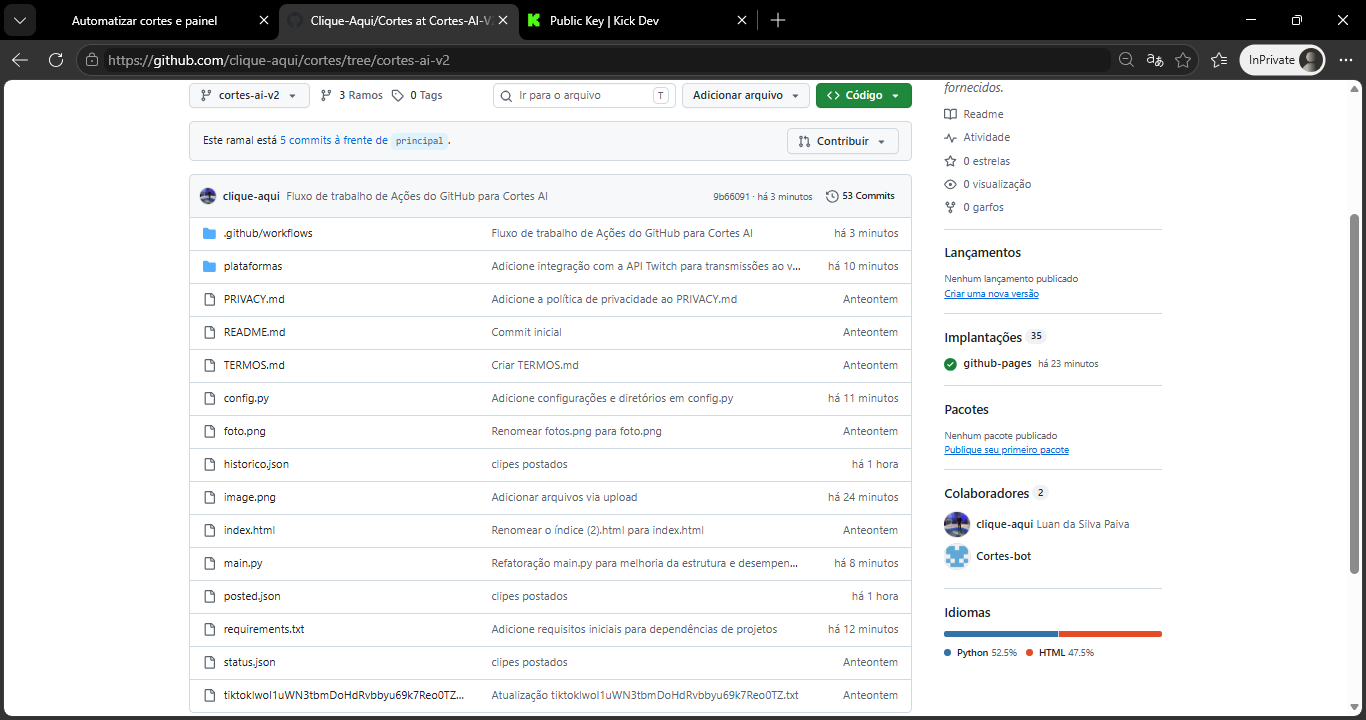 Automatizar cortes e painel
Clique-Aqui/Cortes at Cortes-AI-V
Public Key | Kick Dev
https://github.com/clique-aqui/cortes/tree/cortes-ai-v2
InPrivate
cortes-ai-v2
3 Ramos
0 Tags
Ir para o arquivo
T
Adicionar arquivo
Código
Este ramal está 5 commits à frente de principal .
Contribuir
clique-aqui Fluxo de trabalho de Ações do GitHub para Cortes AI 9b66091 · há 3 minutos 53 Commits
.github/workflows Fluxo de trabalho de Ações do GitHub para Cortes AI há 3 minutos
plataformas Adicione integração com a API Twitch para transmissões ao v... há 10 minutos
PRIVACY.md Adicione a política de privacidade ao PRIVACY.md Anteontem
README.md Commit inicial Anteontem
TERMOS.md Criar TERMOS.md Anteontem
config.py Adicione configurações e diretórios em config.py há 11 minutos
foto.png Renomear fotos.png para foto.png Anteontem
historico.json clipes postados há 1 hora
image.png Adicionar arquivos via upload há 24 minutos
index.html Renomear o índice (2).html para index.html Anteontem
main.py Refatoração main.py para melhoria da estrutura e desempen... há 8 minutos
posted.json clipes postados há 1 hora
requirements.txt Adicione requisitos iniciais para dependências de projetos há 12 minutos
status.json clipes postados Anteontem
tiktoklwol1uWN3tbmDoHdRvbbyu69k7Reo0TZ... Atualização tiktoklwol1uWN3tbmDoHdRvbbyu69k7Reo0TZ.txt Anteontem
fornecidos.
Readme
Atividade
0 estrelas
0 visualização
0 garfos
Lançamentos
Nenhum lançamento publicado
Criar uma nova versão
Implantações 35
github-pages há 23 minutos
Pacotes
Nenhum pacote publicado
Publique seu primeiro pacote
Colaboradores 2
clique-aqui Luan da Silva Paiva
Cortes-bot
Idiomas
Python 52.5% HTML 47.5%